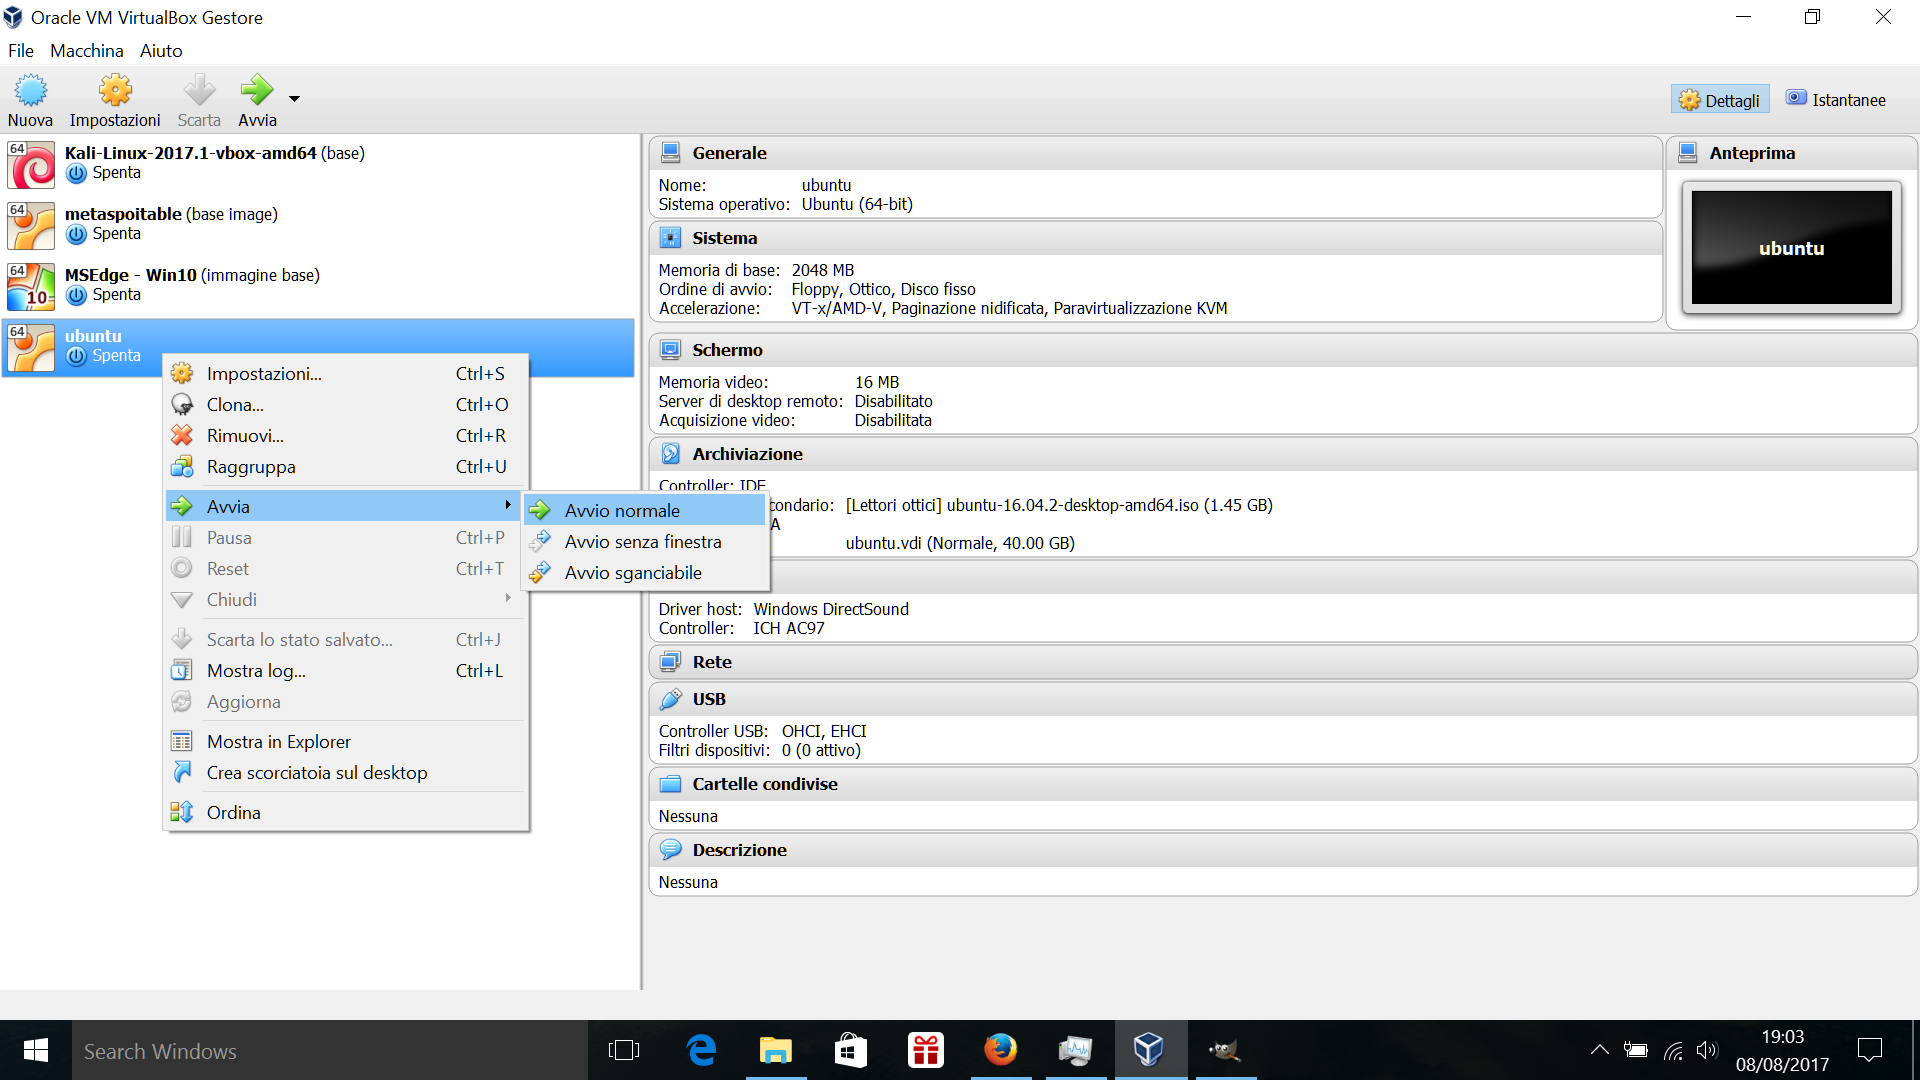 Oracle VM VirtualBox Gestore
File Macchina Aiuto
Nuova Impostazioni Scarta Avvia
Dettagli Istantanee
64 Kali-Linux-2017.1-vbox-amd64 (base)
Spenta
64 metaspoitable (base image)
Spenta
64 MSEdge - Win10 (immagine base)
10 Spenta
64 ubuntu
Spenta
Impostazioni... Ctrl+S
Clona... Ctrl+O
Rimuovi... Ctrl+R
Raggruppa Ctrl+U
Avvia
Pausa Ctrl+P
Reset Ctrl+T
Chiudi
Scarta lo stato salvato... Ctrl+J
Mostra log... Ctrl+L
Aggiorna
Mostra in Explorer
Crea scorciatoia sul desktop
Ordina
Avvio normale
Avvio senza finestra
Avvio sganciabile
Generale
Nome: ubuntu
Sistema operativo: Ubuntu (64-bit)
Sistema
Memoria di base: 2048 MB
Ordine di avvio: Floppy, Ottico, Disco fisso
Accelerazione: VT-x/AMD-V, Paginazione nidificata, Paravirtualizzazione KVM
Anteprima
ubuntu
Schermo
Memoria video: 16 MB
Server di desktop remoto: Disabilitato
Acquisizione video: Disabilitata
Archiviazione
Controller: IDE
condario: [Lettori ottici] ubuntu-16.04.2-desktop-amd64.iso (1.45 GB)
A
ubuntu.vdi (Normale, 40.00 GB)
Driver host: Windows DirectSound
Controller: ICH AC97
Rete
USB
Controller USB: OHCI, EHCI
Filtri dispositivi: 0 (0 attivo)
Cartelle condivise
Nessuna
Descrizione
Nessuna
Search Windows
19:03
08/08/2017